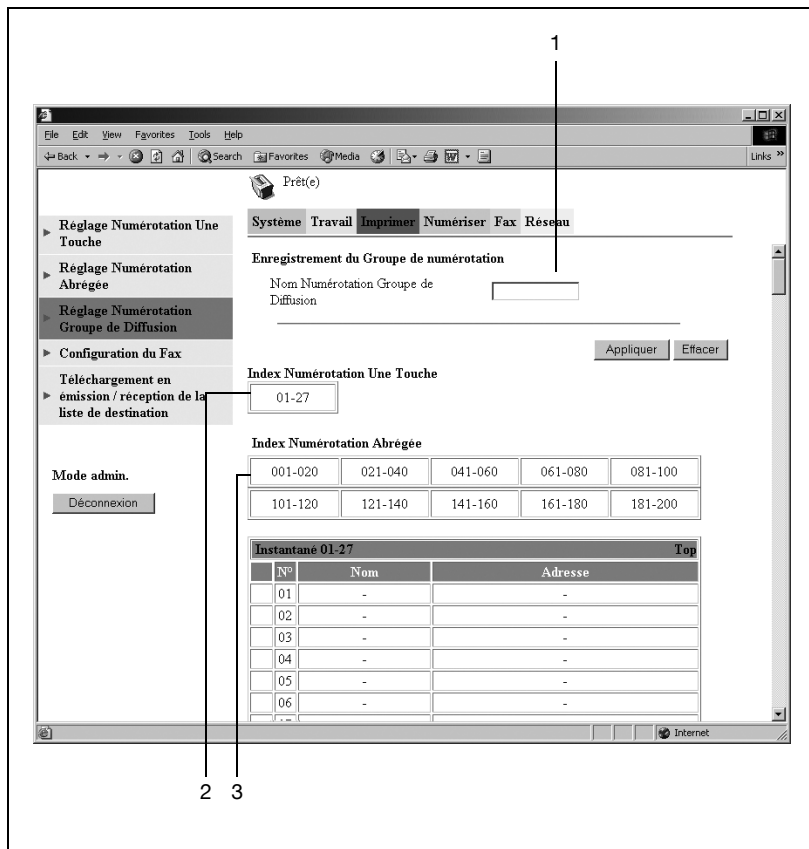 1
File Edit View Favorites Tools Help
Back Search Favorites Media Links »
Prêt(e)
Système Travail Imprimer Numériser Fax Réseau
Réglage Numérotation Une
Touche
Réglage Numérotation
Abrégée
Réglage Numérotation
Groupe de Diffusion
Configuration du Fax
Téléchargement en
émission / réception de la
liste de destination
Mode admin.
Déconnexion
Enregistrement du Groupe de numérotation
Nom Numérotation Groupe de
Diffusion
Appliquer Effacer
Index Numérotation Une Touche
01-27
Index Numérotation Abrégée
001-020 021-040 041-060 061-080 081-100
101-120 121-140 141-160 161-180 181-200
Instantané 01-27 Top
Nº Nom Adresse
01 - -
02 - -
03 - -
04 - -
05 - -
06 - -
Internet
2 3